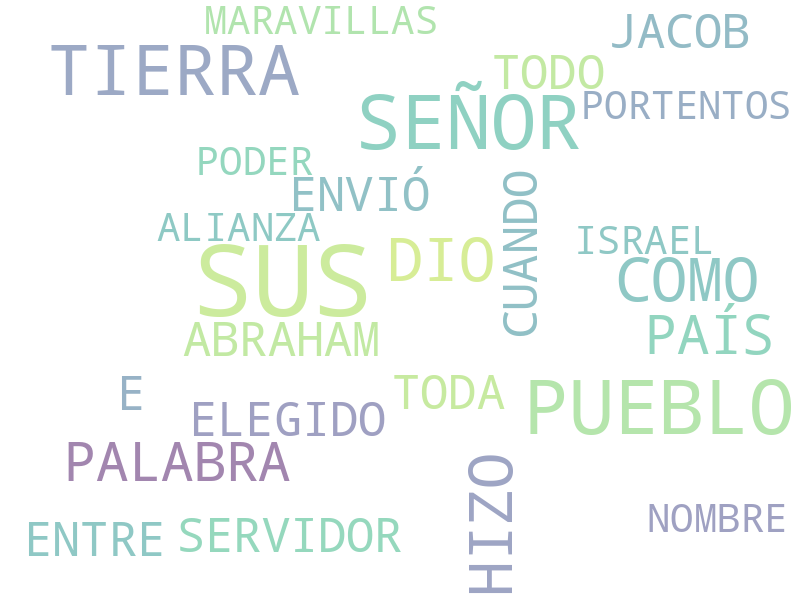 MARAVILLAS
JACOB
TIERRA
TODO
SEÑOR
PORTENTOS
PODER
ENVIÓ
CUANDO
ALIANZA
ISRAEL
SUS
DIO
COMO
ABRAHAM
PAÍS
E
TODA
PUEBLO
ELEGIDO
PALABRA
HIZO
NOMBRE
ENTRE
SERVIDOR